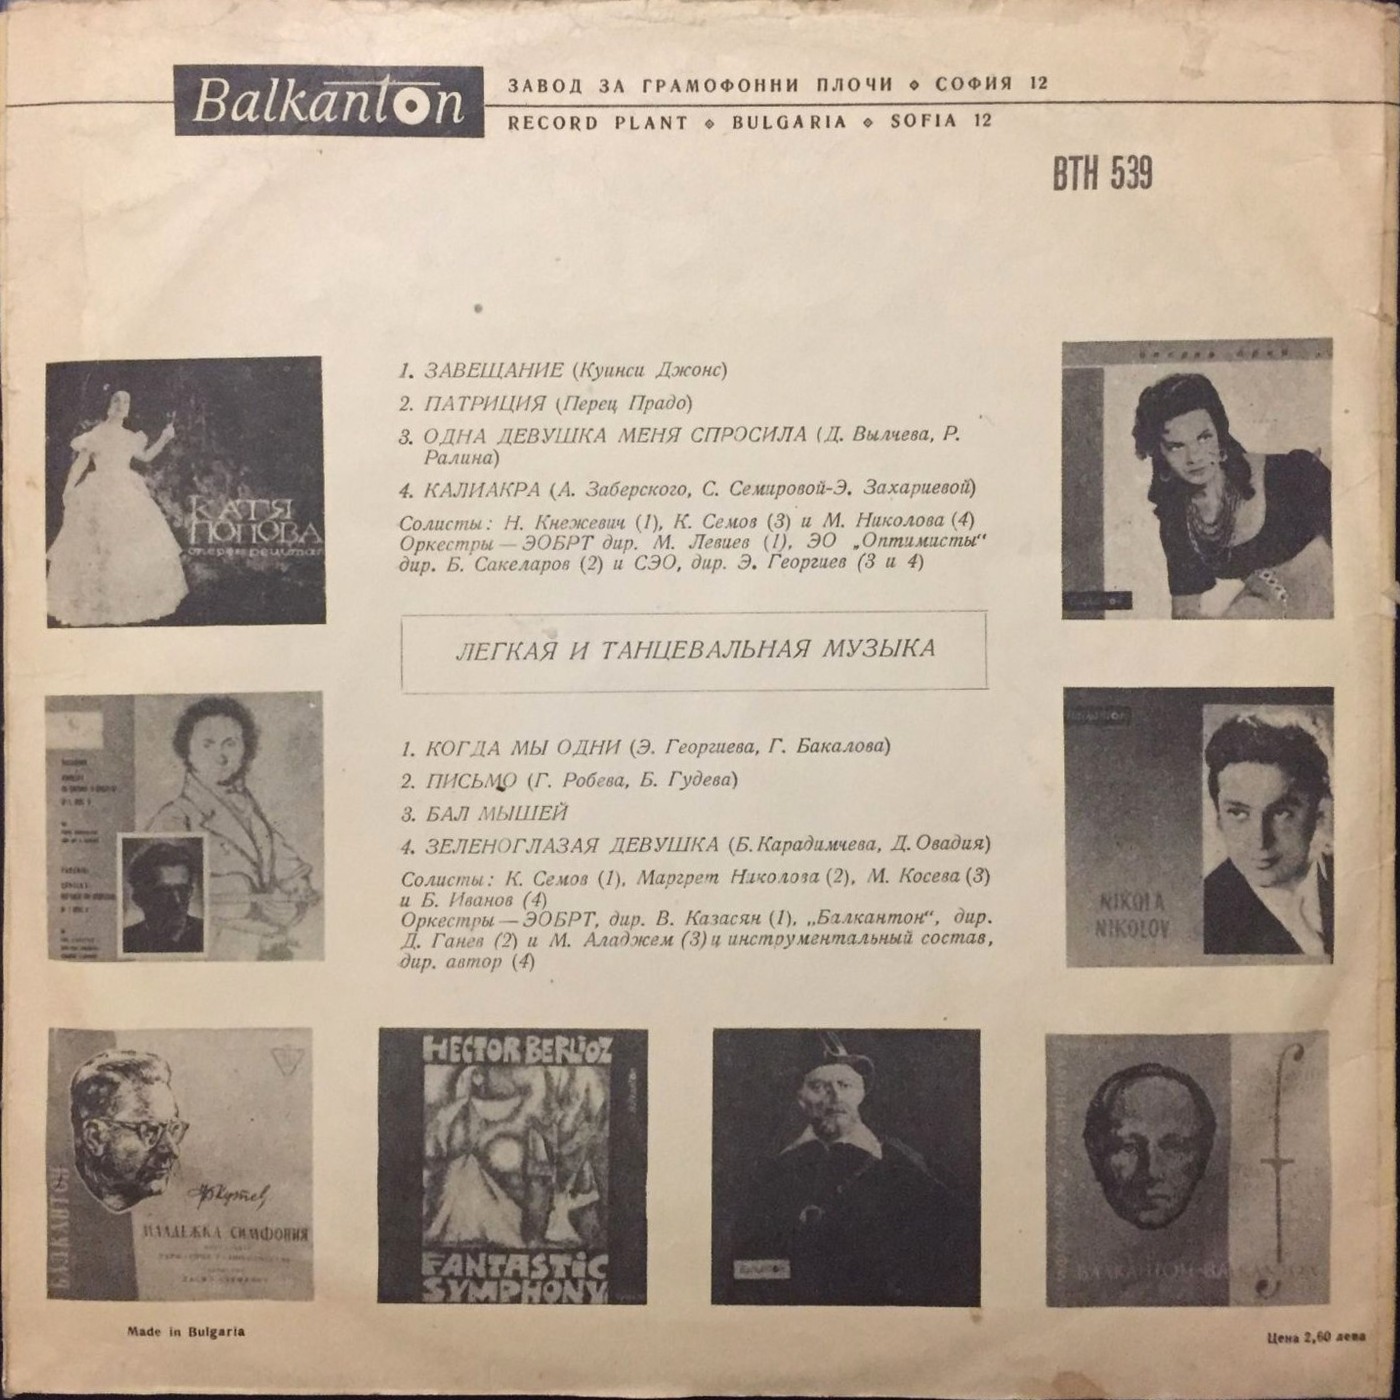 Balkanton
ЗАВОД ЗА ГРАМОФОННИ ПЛОЧИ ⋄ СОФИЯ 12
RECORD PLANT ⋄ BULGARIA ⋄ SOFIA 12
ВТН 539
1. ЗАВЕЩАНИЕ (Куинси Джонс)
2. ПАТРИЦИЯ (Перец Прадо)
3. ОДНА ДЕВУШКА МЕНЯ СПРОСИЛА (Д. Вылчева, Р.
Ралина)
4. КАЛИАКРА (А. Заберского, С. Семировой-Э. Захариевой)
Солисты: Н. Кнежевич (1), К. Семов (3) и М. Николова (4)
Оркестры — ЭОБРТ дир. М. Левиев (1), ЭО „Оптимисты“
дир. Б. Сакеларов (2) и СЭО, дир. Э. Георгиев (3 и 4)
ЛЕГКАЯ И ТАНЦЕВАЛЬНАЯ МУЗЫКА
1. КОГДА МЫ ОДНИ (Э. Георгиева, Г. Бакалова)
2. ПИСЬМО (Г. Робева, Б. Гудева)
3. БАЛ МЫШЕЙ
4. ЗЕЛЕНОГЛАЗАЯ ДЕВУШКА (Б. Карадимчева, Д. Овадия)
Солисты: К. Семов (1), Маргрет Николова (2), М. Косева (3)
и Б. Иванов (4)
Оркестры — ЭОБРТ, дир. В. Казасян (1), „Балкантон“, дир.
Д. Ганев (2) и М. Аладжем (3) и инструментальный состав,
дир. автор (4)
КАТЯ
ПОПОВА
NIKOLA
NIKOLOV
БАЛКАНТОН
МЛАДЕЖКА СИМФОНИЯ
HECTOR BERLIOZ
FANTASTIC
SYMPHONY
Made in Bulgaria
Цена 2,60 лева